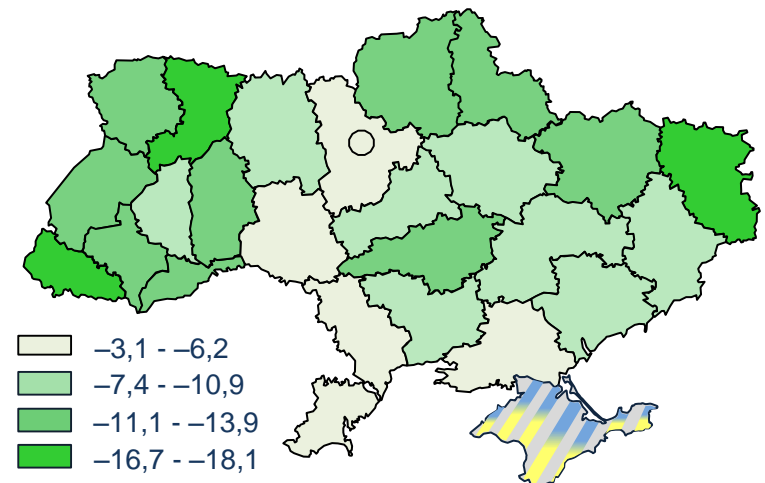 –3,1 - –6,2
–7,4 - –10,9
–11,1 - –13,9
–16,7 - –18,1